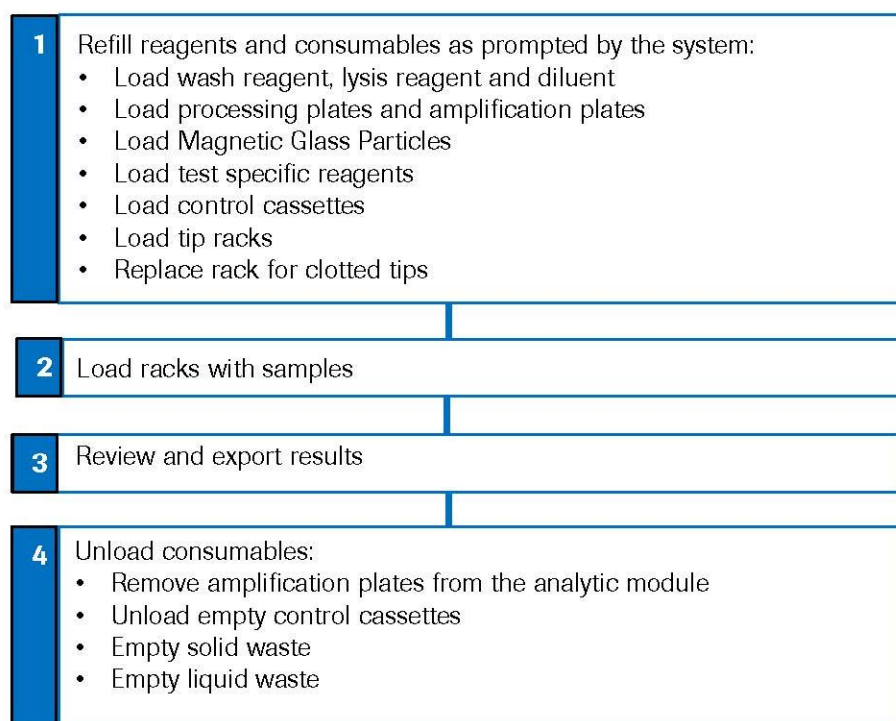 1
Refill reagents and consumables as prompted by the system:
• Load wash reagent, lysis reagent and diluent
• Load processing plates and amplification plates
• Load Magnetic Glass Particles
• Load test specific reagents
• Load control cassettes
• Load tip racks
• Replace rack for clotted tips
2
Load racks with samples
3
Review and export results
4
Unload consumables:
• Remove amplification plates from the analytic module
• Unload empty control cassettes
• Empty solid waste
• Empty liquid waste